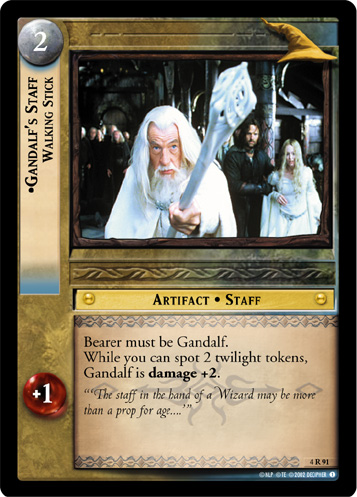 2
•Gandalf's Staff
Walking Stick
Artifact • Staff
Bearer must be Gandalf.
While you can spot 2 twilight tokens,
Gandalf is damage +2.
“‘The staff in the hand of a Wizard may be
more than a prop for age....’”
+1
4 R 91
©NLP ™/® TE ©2002 DECIPHER